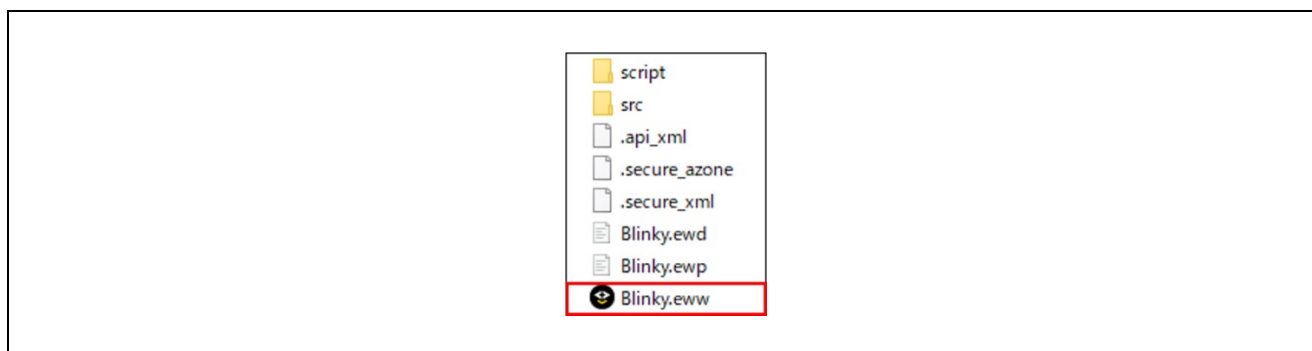 script
src
.api_xml
.secure_azone
.secure_xml
Blinky.ewd
Blinky.ewp
Blinky.eww